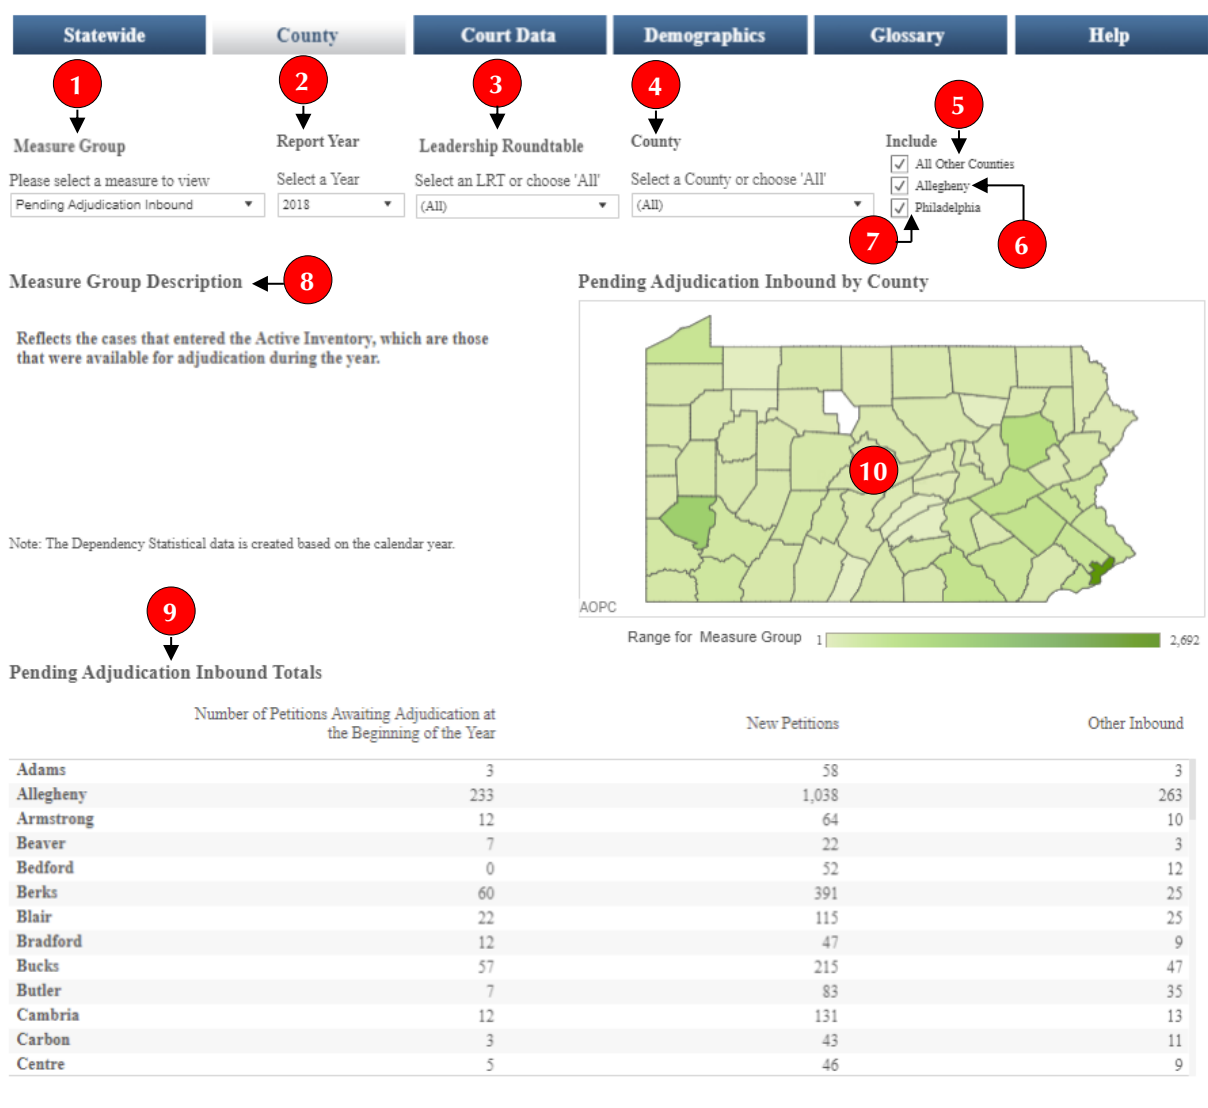 Statewide County Court Data Demographics Glossary Help
1 2 3 4 5
Measure Group Report Year Leadership Roundtable County Include
Please select a measure to view Select a Year Select an LRT or choose 'All' Select a County or choose 'All' All Other Counties
Pending Adjudication Inbound 2018 (All) (All) Allegheny
Philadelphia
7 6
Measure Group Description 8 Pending Adjudication Inbound by County
Reflects the cases that entered the Active Inventory, which are those
that were available for adjudication during the year.
10
Note: The Dependency Statistical data is created based on the calendar year.
AOPC
9 Range for Measure Group 1 2,692
Pending Adjudication Inbound Totals
Number of Petitions Awaiting Adjudication at
the Beginning of the Year New Petitions Other Inbound
Adams 3 58 3
Allegheny 233 1,038 263
Armstrong 12 64 10
Beaver 7 22 3
Bedford 0 52 12
Berks 60 391 25
Blair 22 115 25
Bradford 12 47 9
Bucks 57 215 47
Butler 7 83 35
Cambria 12 131 13
Carbon 3 43 11
Centre 5 46 9